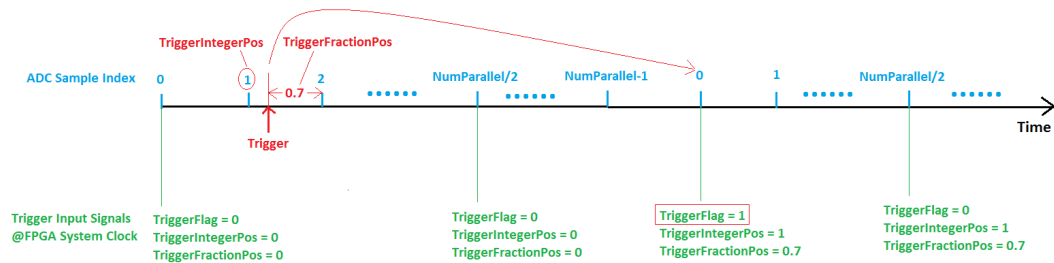 TriggerIntegerPos TriggerFractionPos
ADC Sample Index 0 1 2 NumParallel/2 NumParallel-1 0 1 NumParallel/2
0.7
Trigger
Time
Trigger Input Signals
@FPGA System Clock
TriggerFlag = 0
TriggerIntegerPos = 0
TriggerFractionPos = 0
TriggerFlag = 0
TriggerIntegerPos = 0
TriggerFractionPos = 0
TriggerFlag = 1
TriggerIntegerPos = 1
TriggerFractionPos = 0.7
TriggerFlag = 0
TriggerIntegerPos = 1
TriggerFractionPos = 0.7